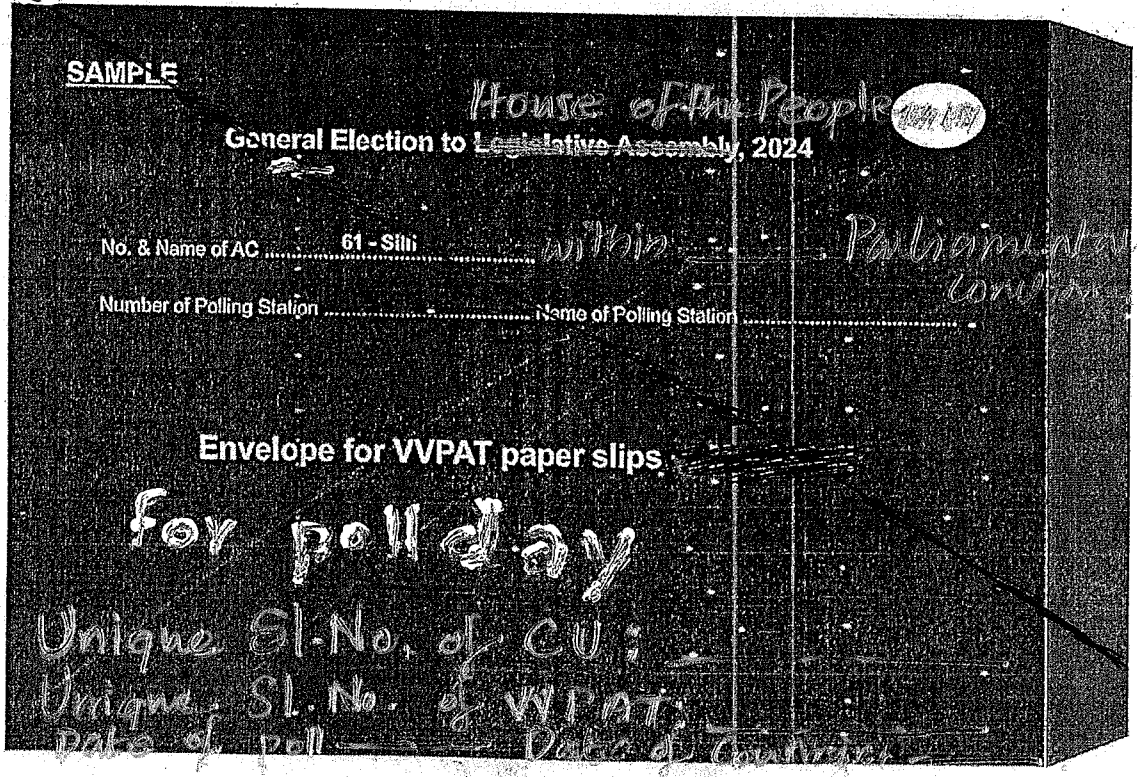 SAMPLE
House of the People
General Election to Legislative Assembly, 2024
No. & Name of AC 61 - Silli within Parliamentary
Number of Polling Station Name of Polling Station
Envelope for VVPAT paper slips
for poll day
Unique Sl. No. of CU :
Unique Sl. No. of VVPAT:
Date of poll Date of Counting